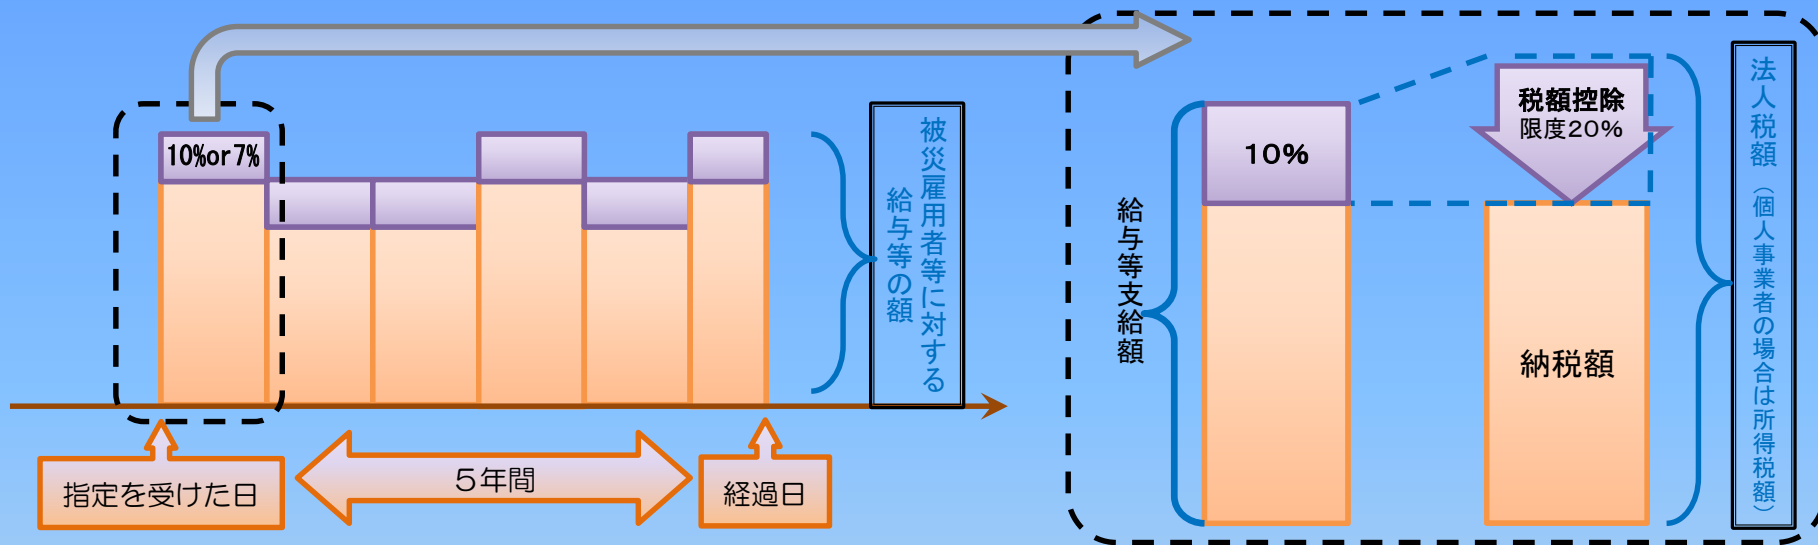 10%or 7%
被災雇用者等に対する
給与等の額
指定を受けた日
５年間
経過日
給与等支給額
10%
税額控除
限度20%
納税額
法人税額（個人事業者の場合は所得税額）